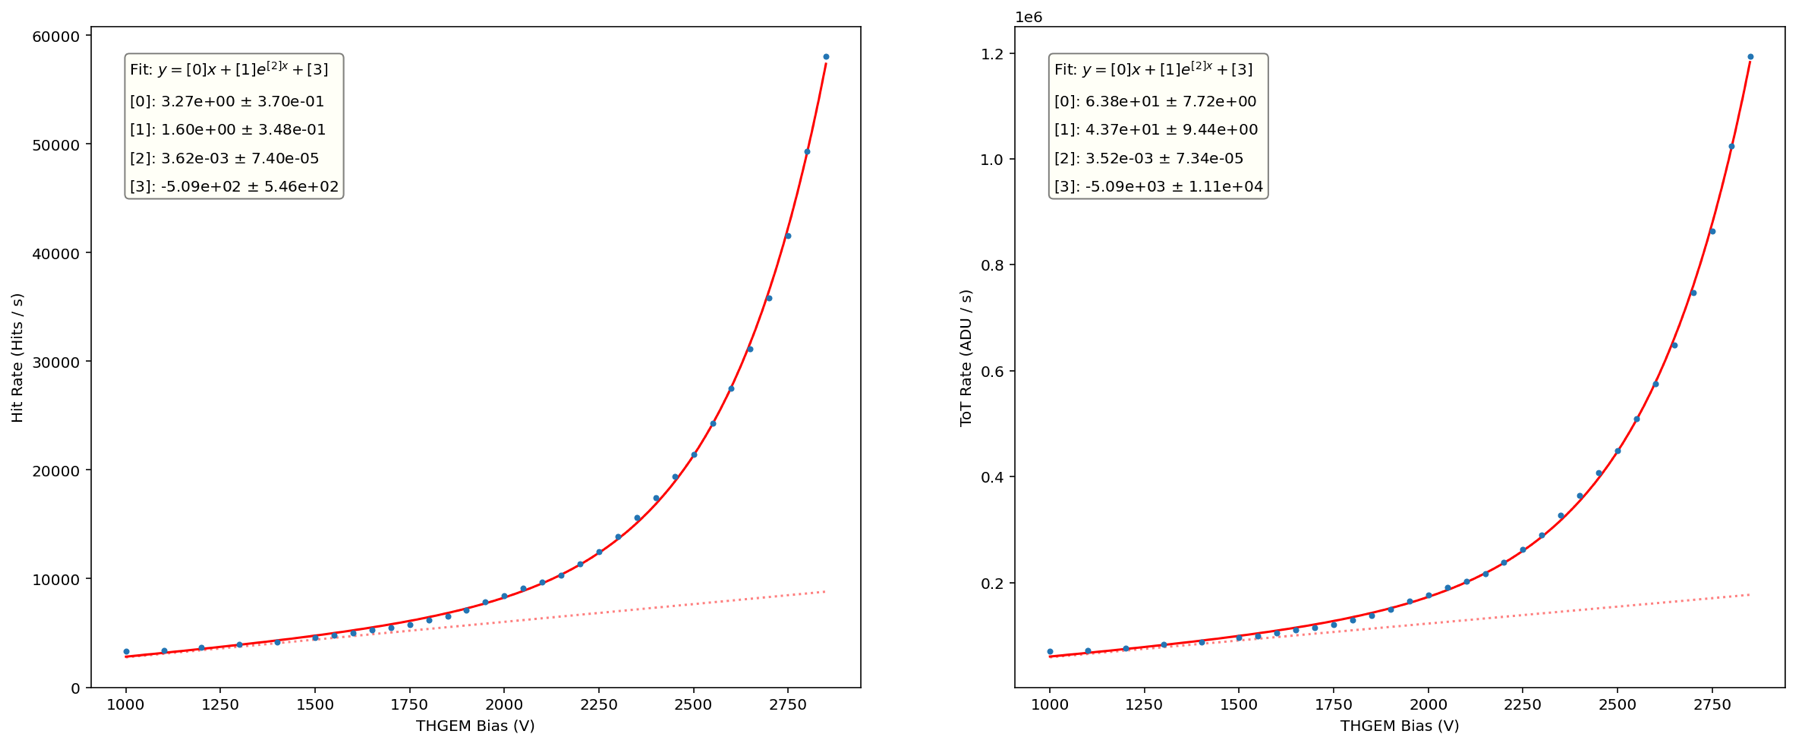 60000
50000
40000
30000
20000
10000
0
Hit Rate (Hits / s)
Fit: y = [0]x + [1]e^{[2]x} + [3]
[0]: 3.27e+00 ± 3.70e-01
[1]: 1.60e+00 ± 3.48e-01
[2]: 3.62e-03 ± 7.40e-05
[3]: -5.09e+02 ± 5.46e+02
1000 1250 1500 1750 2000 2250 2500 2750
THGEM Bias (V)
1e6
1.2
1.0
0.8
0.6
0.4
0.2
ToT Rate (ADU / s)
Fit: y = [0]x + [1]e^{[2]x} + [3]
[0]: 6.38e+01 ± 7.72e+00
[1]: 4.37e+01 ± 9.44e+00
[2]: 3.52e-03 ± 7.34e-05
[3]: -5.09e+03 ± 1.11e+04
1000 1250 1500 1750 2000 2250 2500 2750
THGEM Bias (V)